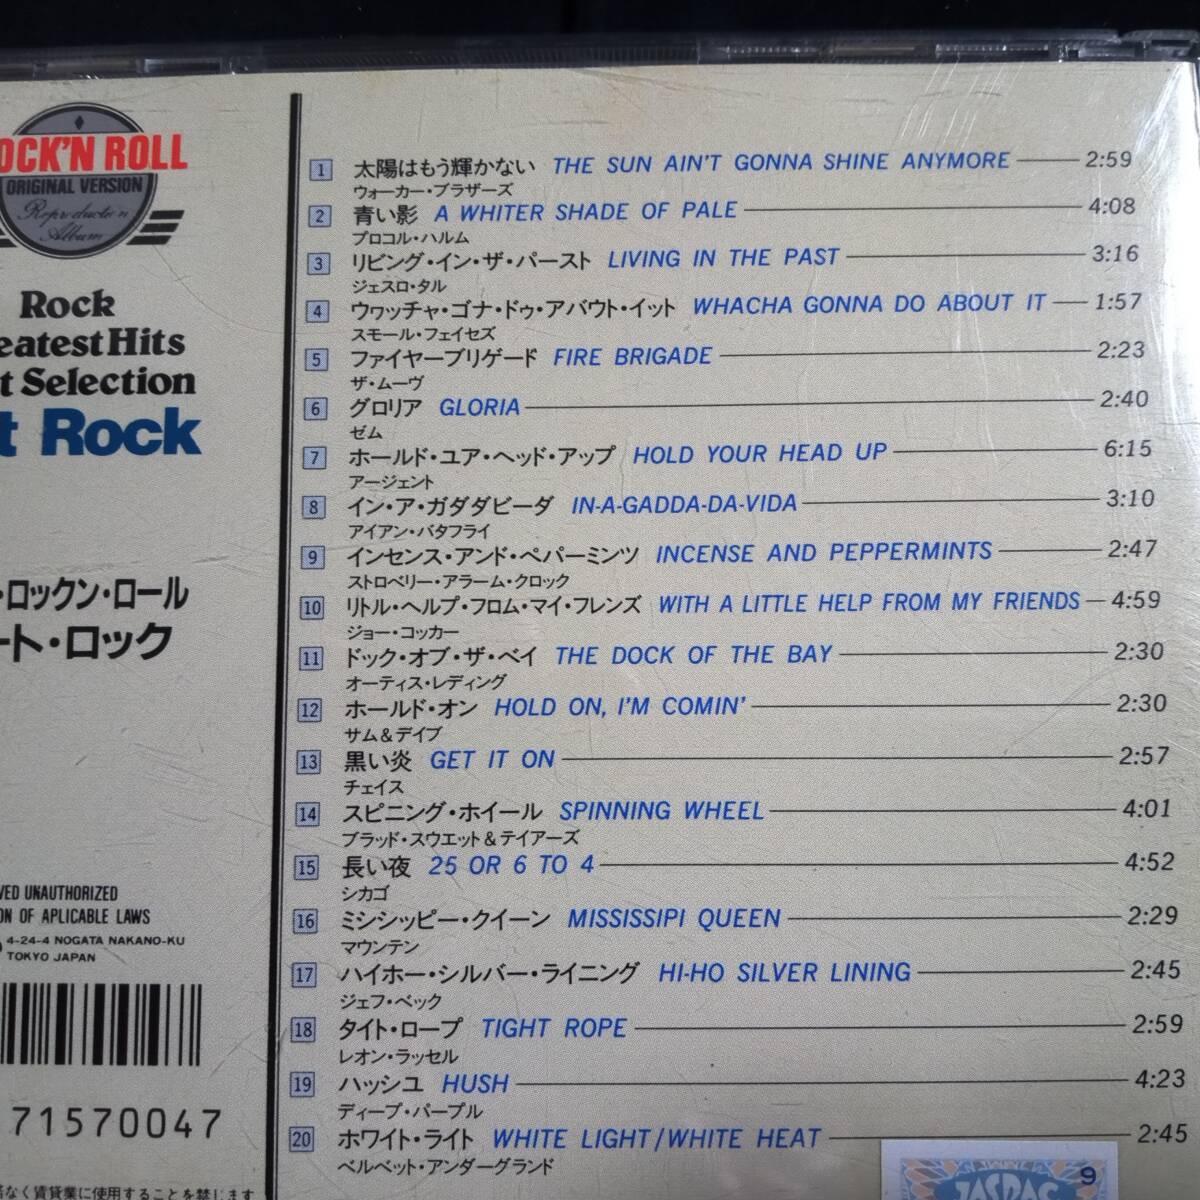 ROCK'N ROLL
ORIGINAL VERSION
Reproduction
Album
Rock
Greatest Hits
Selection
Rock
・ロックン・ロール
ート・ロック
UNAUTHORIZED
OF APLICABLE LAWS
4-24-4 NOGATA NAKANO-KU
TOKYO JAPAN
71570047
なく賃貸業に使用することを禁じます
1 太陽はもう輝かない THE SUN AIN'T GONNA SHINE ANYMORE 2:59
ウォーカー・ブラザーズ
2 青い影 A WHITER SHADE OF PALE 4:08
プロコル・ハルム
3 リビング・イン・ザ・パースト LIVING IN THE PAST 3:16
ジェスロ・タル
4 ウァッチャ・ゴナ・ドゥ・アバウト・イット WHACHA GONNA DO ABOUT IT 1:57
スモール・フェイセズ
5 ファイヤーブリゲード FIRE BRIGADE 2:23
ザ・ムーヴ
6 グロリア GLORIA 2:40
ゼム
7 ホールド・ユア・ヘッド・アップ HOLD YOUR HEAD UP 6:15
アージェント
8 イン・ア・ガダダビーダ IN-A-GADDA-DA-VIDA 3:10
アイアン・バタフライ
9 インセンス・アンド・ペパーミンツ INCENSE AND PEPPERMINTS 2:47
ストロベリー・アラーム・クロック
10 リトル・ヘルプ・フロム・マイ・フレンズ WITH A LITTLE HELP FROM MY FRIENDS 4:59
ジョー・コッカー
11 ドック・オブ・ザ・ベイ THE DOCK OF THE BAY 2:30
オーティス・レディング
12 ホールド・オン HOLD ON, I'M COMIN' 2:30
サム&デイブ
13 黒い炎 GET IT ON 2:57
チェイス
14 スピニング・ホイール SPINNING WHEEL 4:01
ブラッド・スウエット&テイアーズ
15 長い夜 25 OR 6 TO 4 4:52
シカゴ
16 ミシシッピー・クイーン MISSISSIPI QUEEN 2:29
マウンテン
17 ハイホー・シルバー・ライニング HI-HO SILVER LINING 2:45
ジェフ・ベック
18 タイト・ロープ TIGHT ROPE 2:59
レオン・ラッセル
19 ハッシユ HUSH 4:23
ディープ・パープル
20 ホワイト・ライト WHITE LIGHT/WHITE HEAT 2:45
ベルベット・アンダーグランド
9
JASRAC